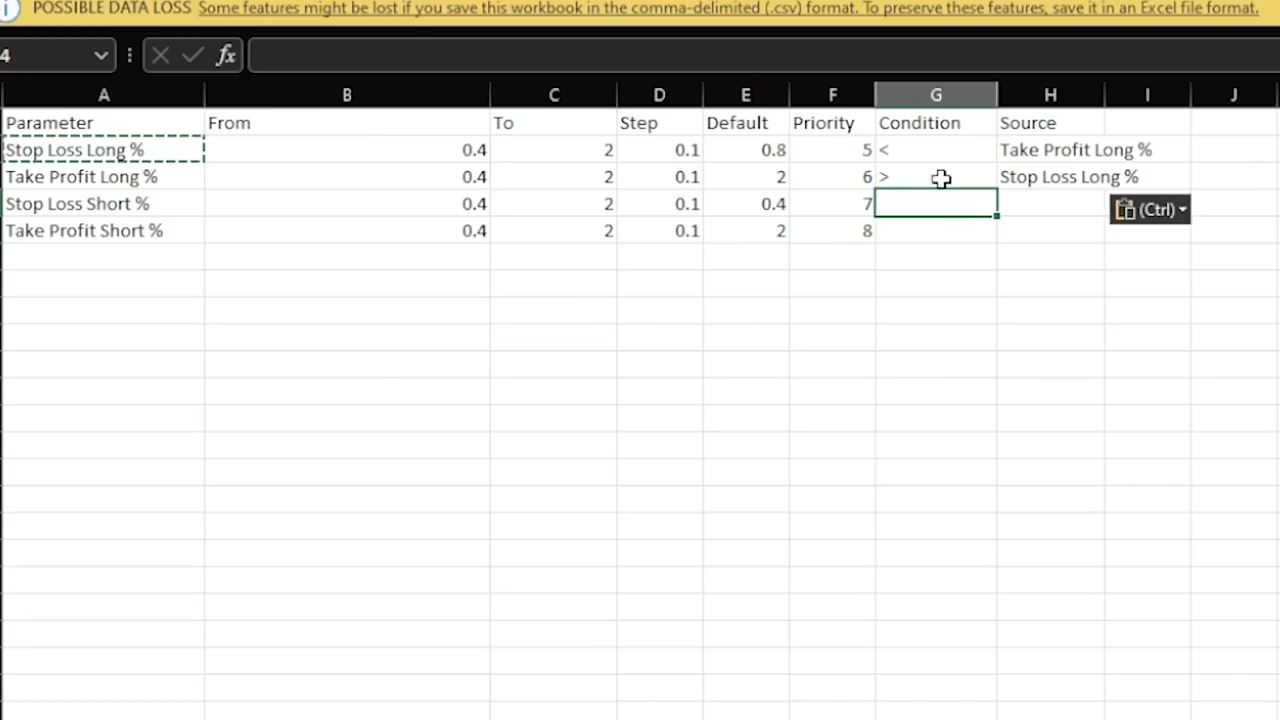 POSSIBLE DATA LOSS Some features might be lost if you save this workbook in the comma-delimited (.csv) format. To preserve these features, save it in an Excel file format.
4 fx
A B C D E F G H I J
Parameter From To Step Default Priority Condition Source
Stop Loss Long % 0.4 2 0.1 0.8 5 < Take Profit Long %
Take Profit Long % 0.4 2 0.1 2 6 > Stop Loss Long %
Stop Loss Short % 0.4 2 0.1 0.4 7 (Ctrl)
Take Profit Short % 0.4 2 0.1 2 8